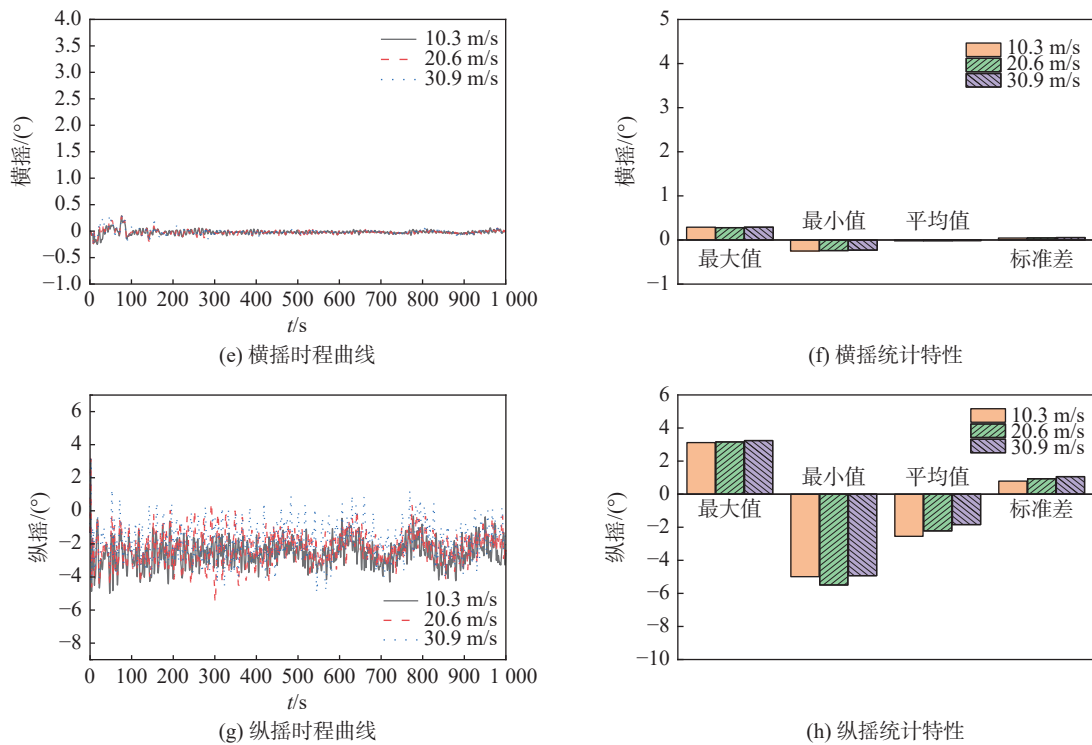 4.0
3.5
3.0
2.5
2.0
1.5
1.0
0.5
0
−0.5
−1.0
横摇/(°)
10.3 m/s
20.6 m/s
30.9 m/s
0 100 200 300 400 500 600 700 800 900 1 000
t/s
(e) 横摇时程曲线
5
4
3
2
1
0
−1
横摇/(°)
10.3 m/s
20.6 m/s
30.9 m/s
最小值 平均值
最大值 标准差
(f) 横摇统计特性
6
4
2
0
−2
−4
−6
−8
纵摇/(°)
10.3 m/s
20.6 m/s
30.9 m/s
0 100 200 300 400 500 600 700 800 900 1 000
t/s
(g) 纵摇时程曲线
6
4
2
0
−2
−4
−6
−8
−10
纵摇/(°)
10.3 m/s
20.6 m/s
30.9 m/s
最小值 平均值
最大值 标准差
(h) 纵摇统计特性